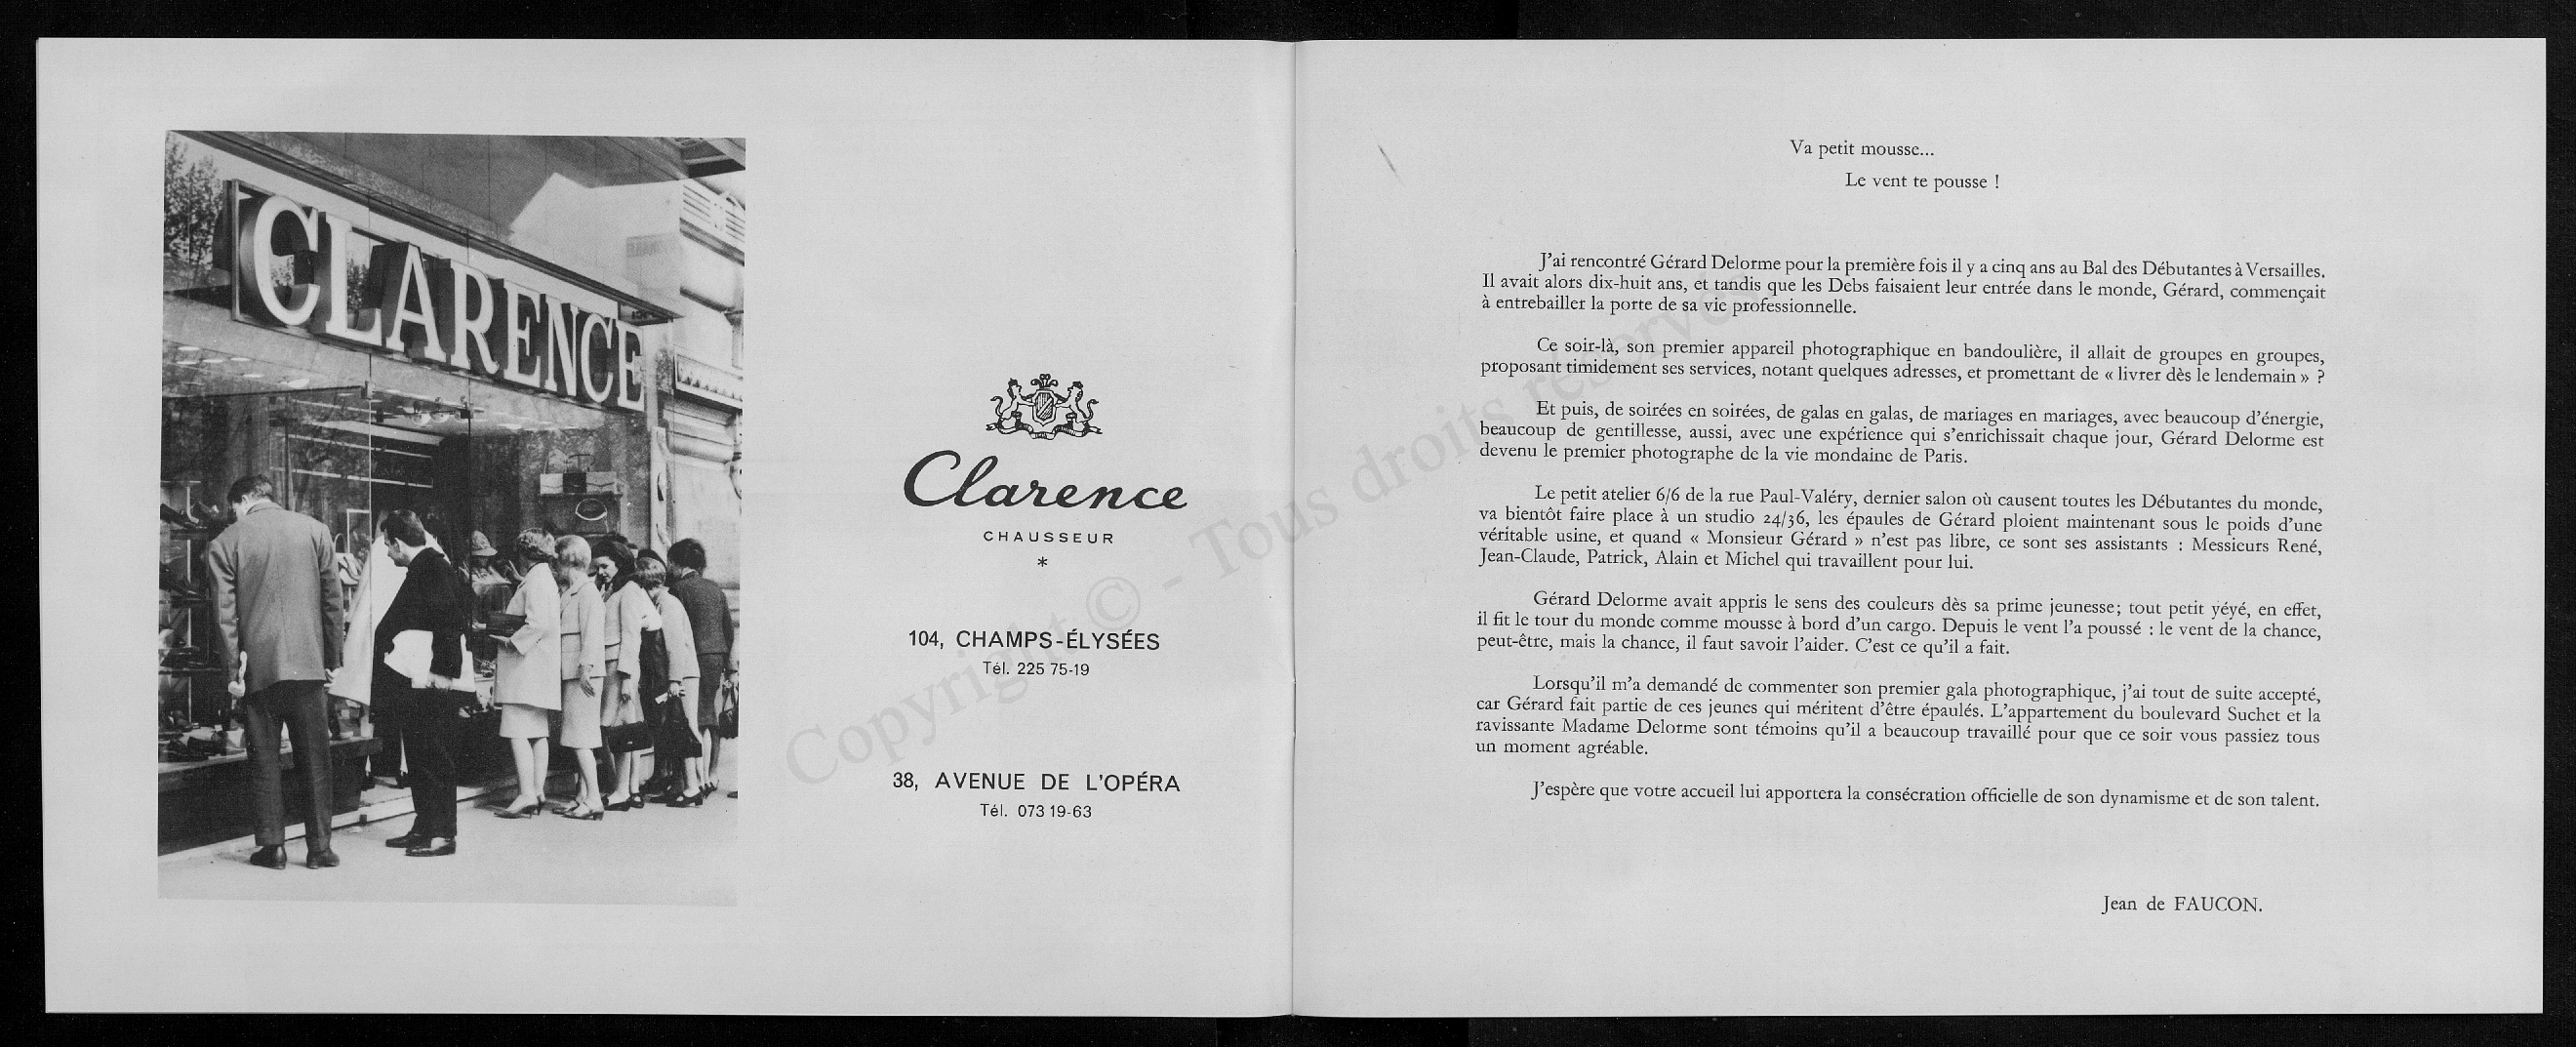 CLARENCE
Clarence
CHAUSSEUR
*
104, CHAMPS-ÉLYSÉES
Tél. 225 75-19
38, AVENUE DE L'OPÉRA
Tél. 073 19-63
Va petit mousse...
Le vent te pousse !
J'ai rencontré Gérard Delorme pour la première fois il y a cinq ans au Bal des Débutantes à Versailles.
Il avait alors dix-huit ans, et tandis que les Debs faisaient leur entrée dans le monde, Gérard, commençait
à entrebailler la porte de sa vie professionnelle.
Ce soir-là, son premier appareil photographique en bandoulière, il allait de groupes en groupes,
proposant timidement ses services, notant quelques adresses, et promettant de « livrer dès le lendemain » ?
Et puis, de soirées en soirées, de galas en galas, de mariages en mariages, avec beaucoup d'énergie,
beaucoup de gentillesse, aussi, avec une expérience qui s'enrichissait chaque jour, Gérard Delorme est
devenu le premier photographe de la vie mondaine de Paris.
Le petit atelier 6/6 de la rue Paul-Valéry, dernier salon où causent toutes les Débutantes du monde,
va bientôt faire place à un studio 24/36, les épaules de Gérard ploient maintenant sous le poids d'une
véritable usine, et quand « Monsieur Gérard » n'est pas libre, ce sont ses assistants : Messieurs René,
Jean-Claude, Patrick, Alain et Michel qui travaillent pour lui.
Gérard Delorme avait appris le sens des couleurs dès sa prime jeunesse; tout petit yéyé, en effet,
il fit le tour du monde comme mousse à bord d'un cargo. Depuis le vent l'a poussé : le vent de la chance,
peut-être, mais la chance, il faut savoir l'aider. C'est ce qu'il a fait.
Lorsqu'il m'a demandé de commenter son premier gala photographique, j'ai tout de suite accepté,
car Gérard fait partie de ces jeunes qui méritent d'être épaulés. L'appartement du boulevard Suchet et la
ravissante Madame Delorme sont témoins qu'il a beaucoup travaillé pour que ce soir vous passiez tous
un moment agréable.
J'espère que votre accueil lui apportera la consécration officielle de son dynamisme et de son talent.
Jean de FAUCON.
Copyright © - Tous droits réservés